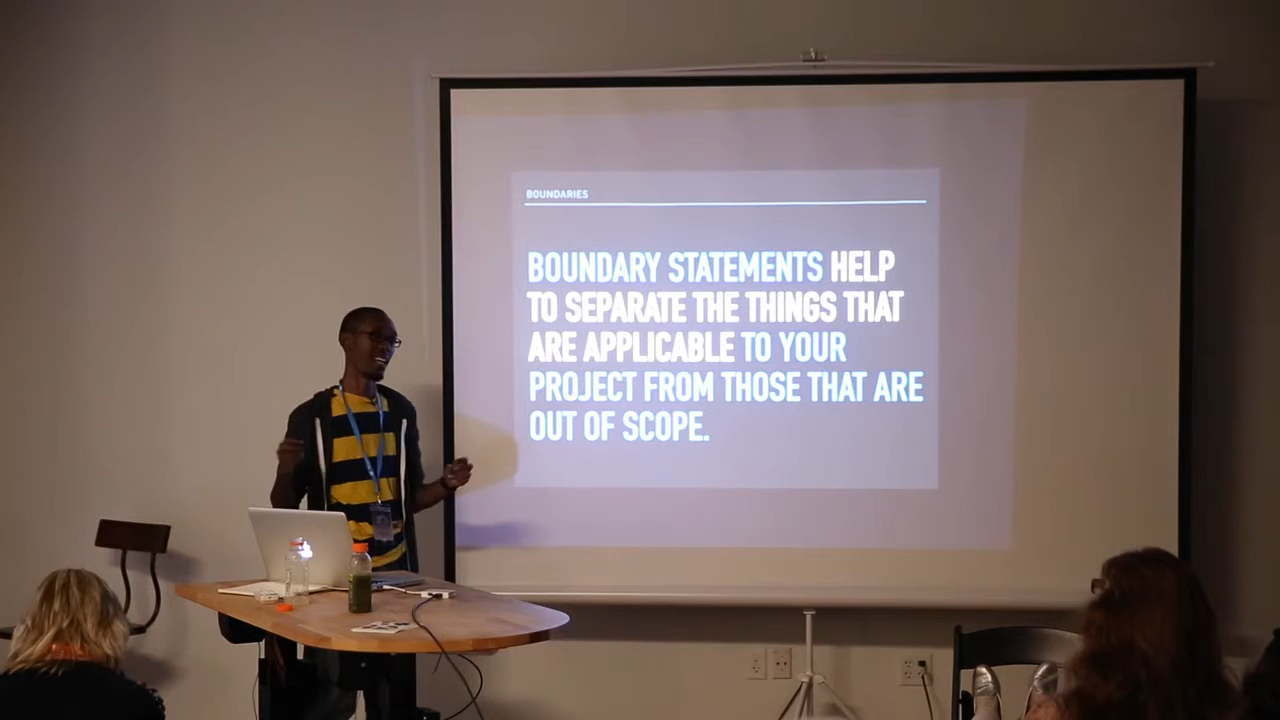 BOUNDARIES
BOUNDARY STATEMENTS HELP
TO SEPARATE THE THINGS THAT
ARE APPLICABLE TO YOUR
PROJECT FROM THOSE THAT ARE
OUT OF SCOPE.